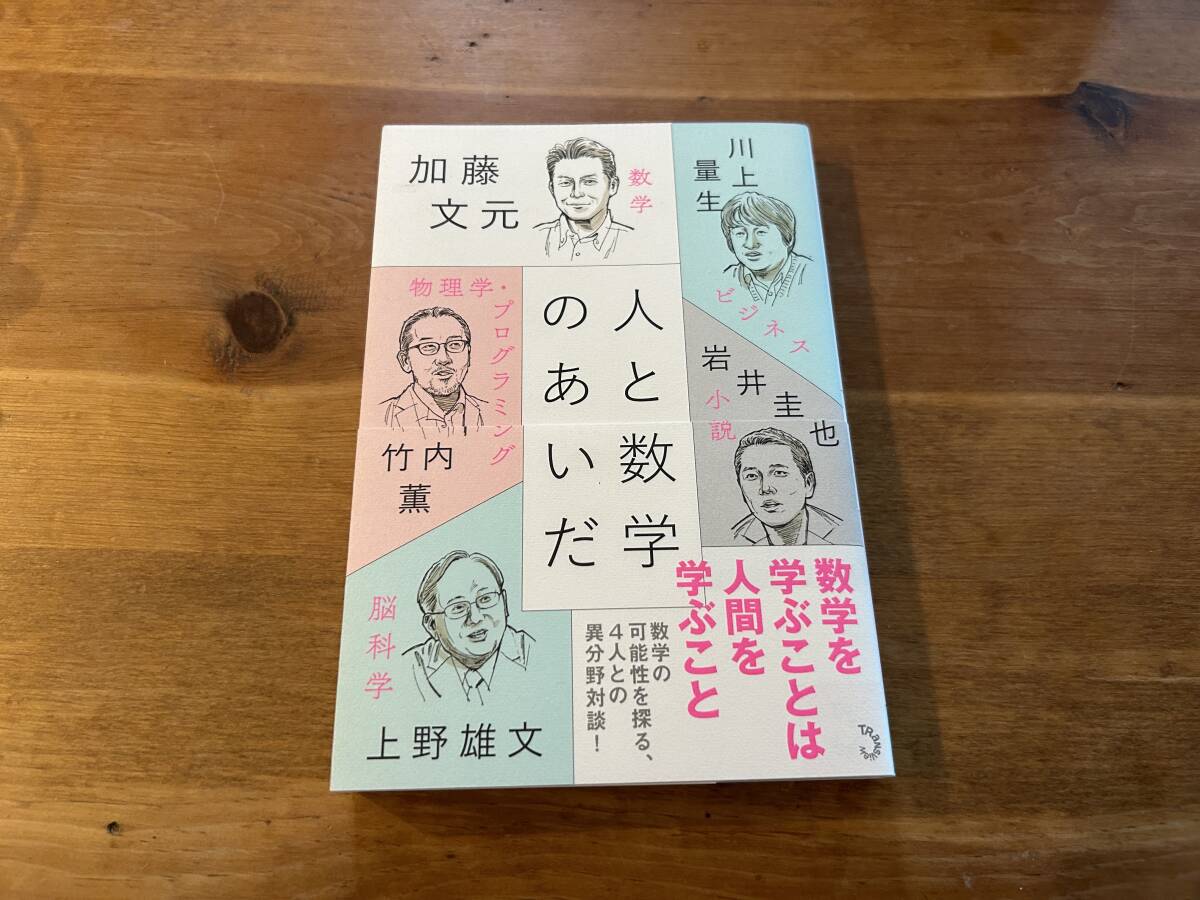 加藤
文元
数学
川上
量生
ビジネス
物理学・プログラミング
竹内
薫
人と数学
のあいだ
岩井圭也
小説
脳科学
上野雄文
数学を
学ぶことは
人間を
学ぶこと
数学の
可能性を探る、
4人との
異分野対談！
TRansview